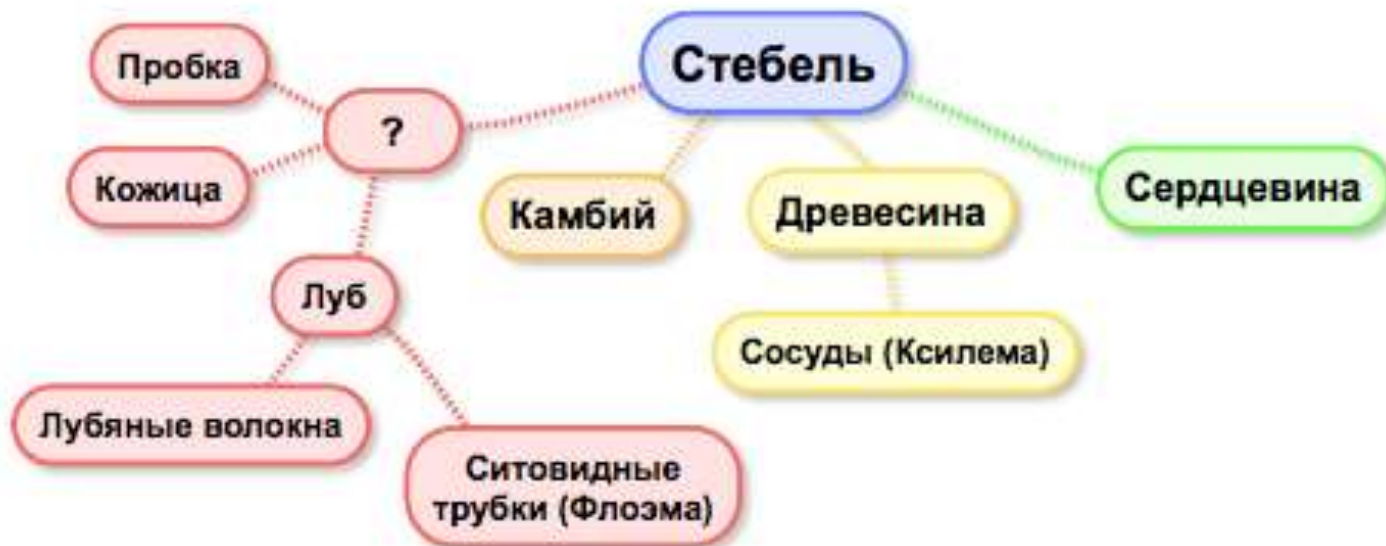 Стебель
Пробка
?
Кожица
Камбий
Древесина
Сердцевина
Луб
Сосуды (Ксилема)
Лубяные волокна
Ситовидные
трубки (Флоэма)